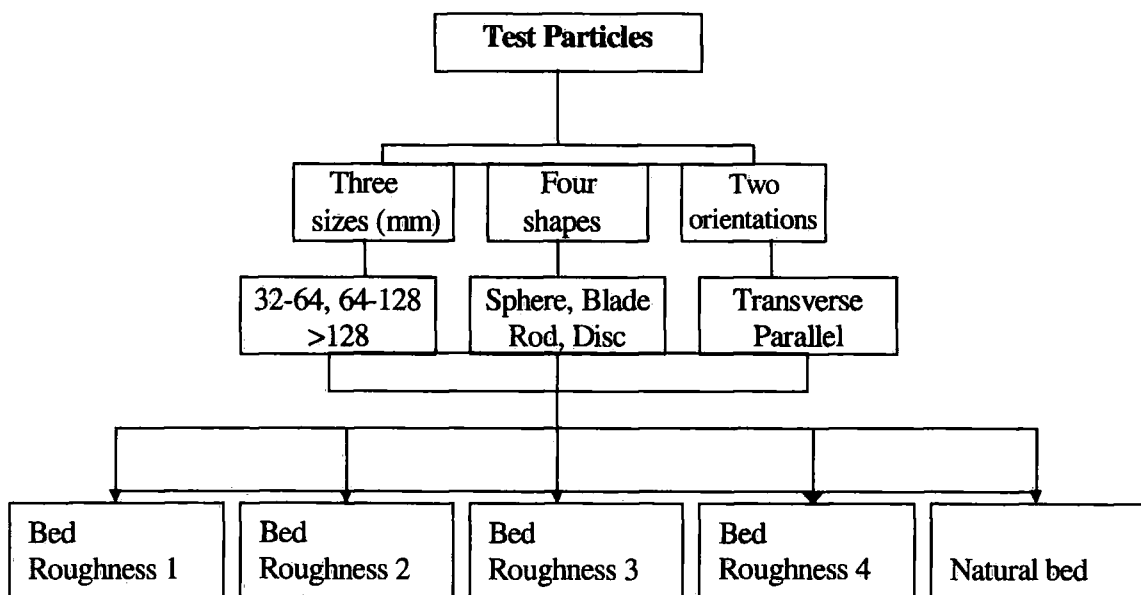 Test Particles
Three
sizes (mm)
Four
shapes
Two
orientations
32-64, 64-128
>128
Sphere, Blade
Rod, Disc
Transverse
Parallel
Bed
Roughness 1
Bed
Roughness 2
Bed
Roughness 3
Bed
Roughness 4
Natural bed